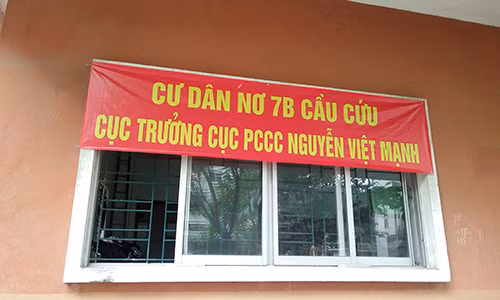 CƯ DÂN NƠ 7B CẦU CỨU
CỤC TRƯỞNG CỤC PCCC NGUYỄN VIỆT MẠNH